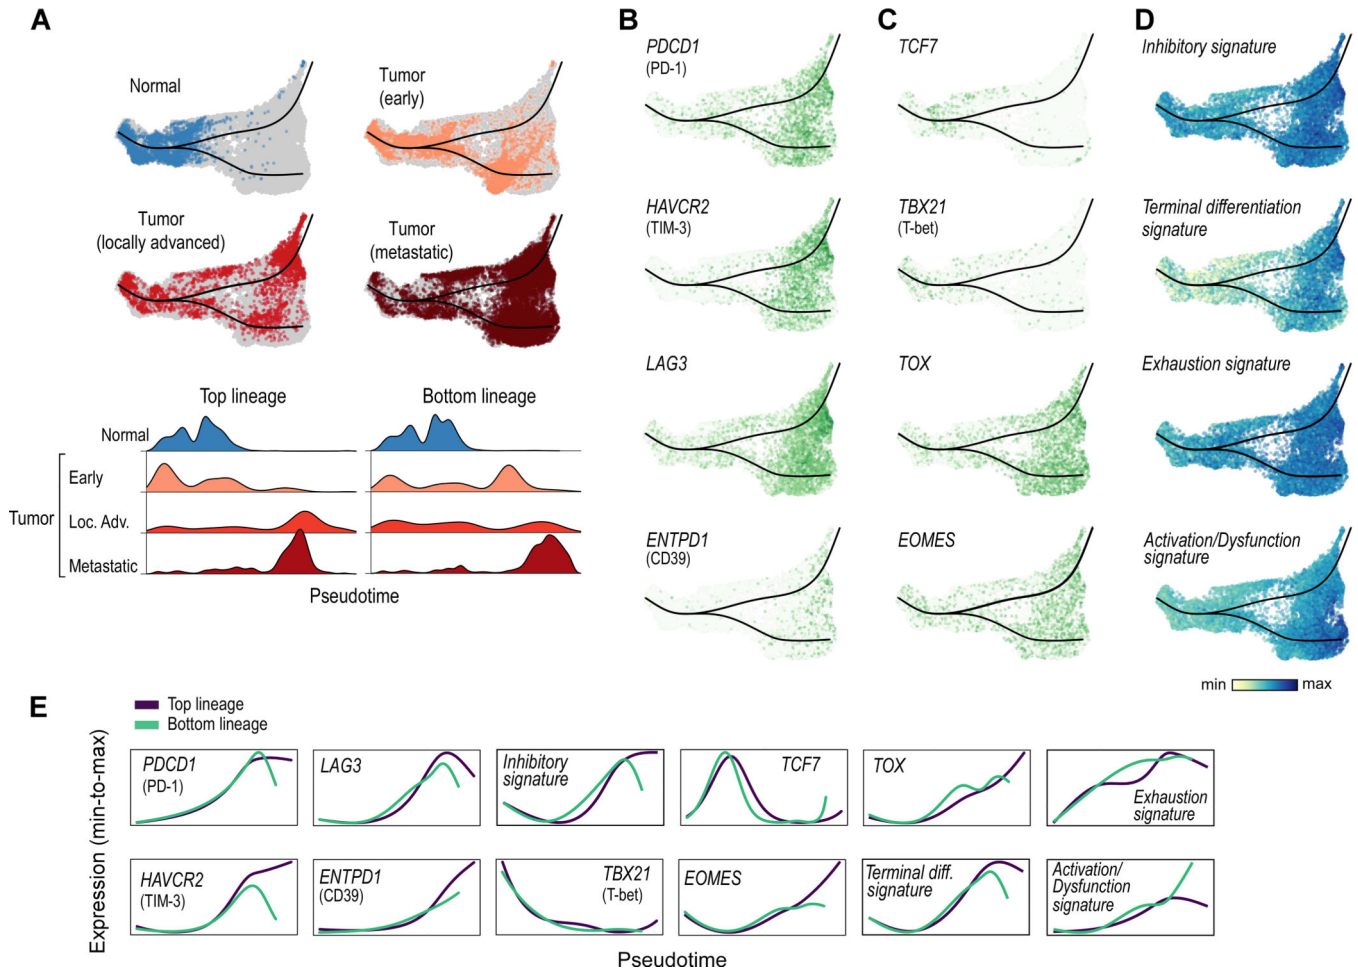 A
Normal
Tumor
(early)
Tumor
(locally advanced)
Tumor
(metastatic)
Top lineage
Bottom lineage
Normal
Early
Tumor
Loc. Adv.
Metastatic
Pseudotime
B
PDCD1
(PD-1)
HAVCR2
(TIM-3)
LAG3
ENTPD1
(CD39)
C
TCF7
TBX21
(T-bet)
TOX
EOMES
D
Inhibitory signature
Terminal differentiation
signature
Exhaustion signature
Activation/Dysfunction
signature
min
max
E
Top lineage
Bottom lineage
Expression (min-to-max)
PDCD1
(PD-1)
LAG3
Inhibitory
signature
TCF7
TOX
Exhaustion
signature
HAVCR2
(TIM-3)
ENTPD1
(CD39)
TBX21
(T-bet)
EOMES
Terminal diff.
signature
Activation/
Dysfunction
signature
Pseudotime